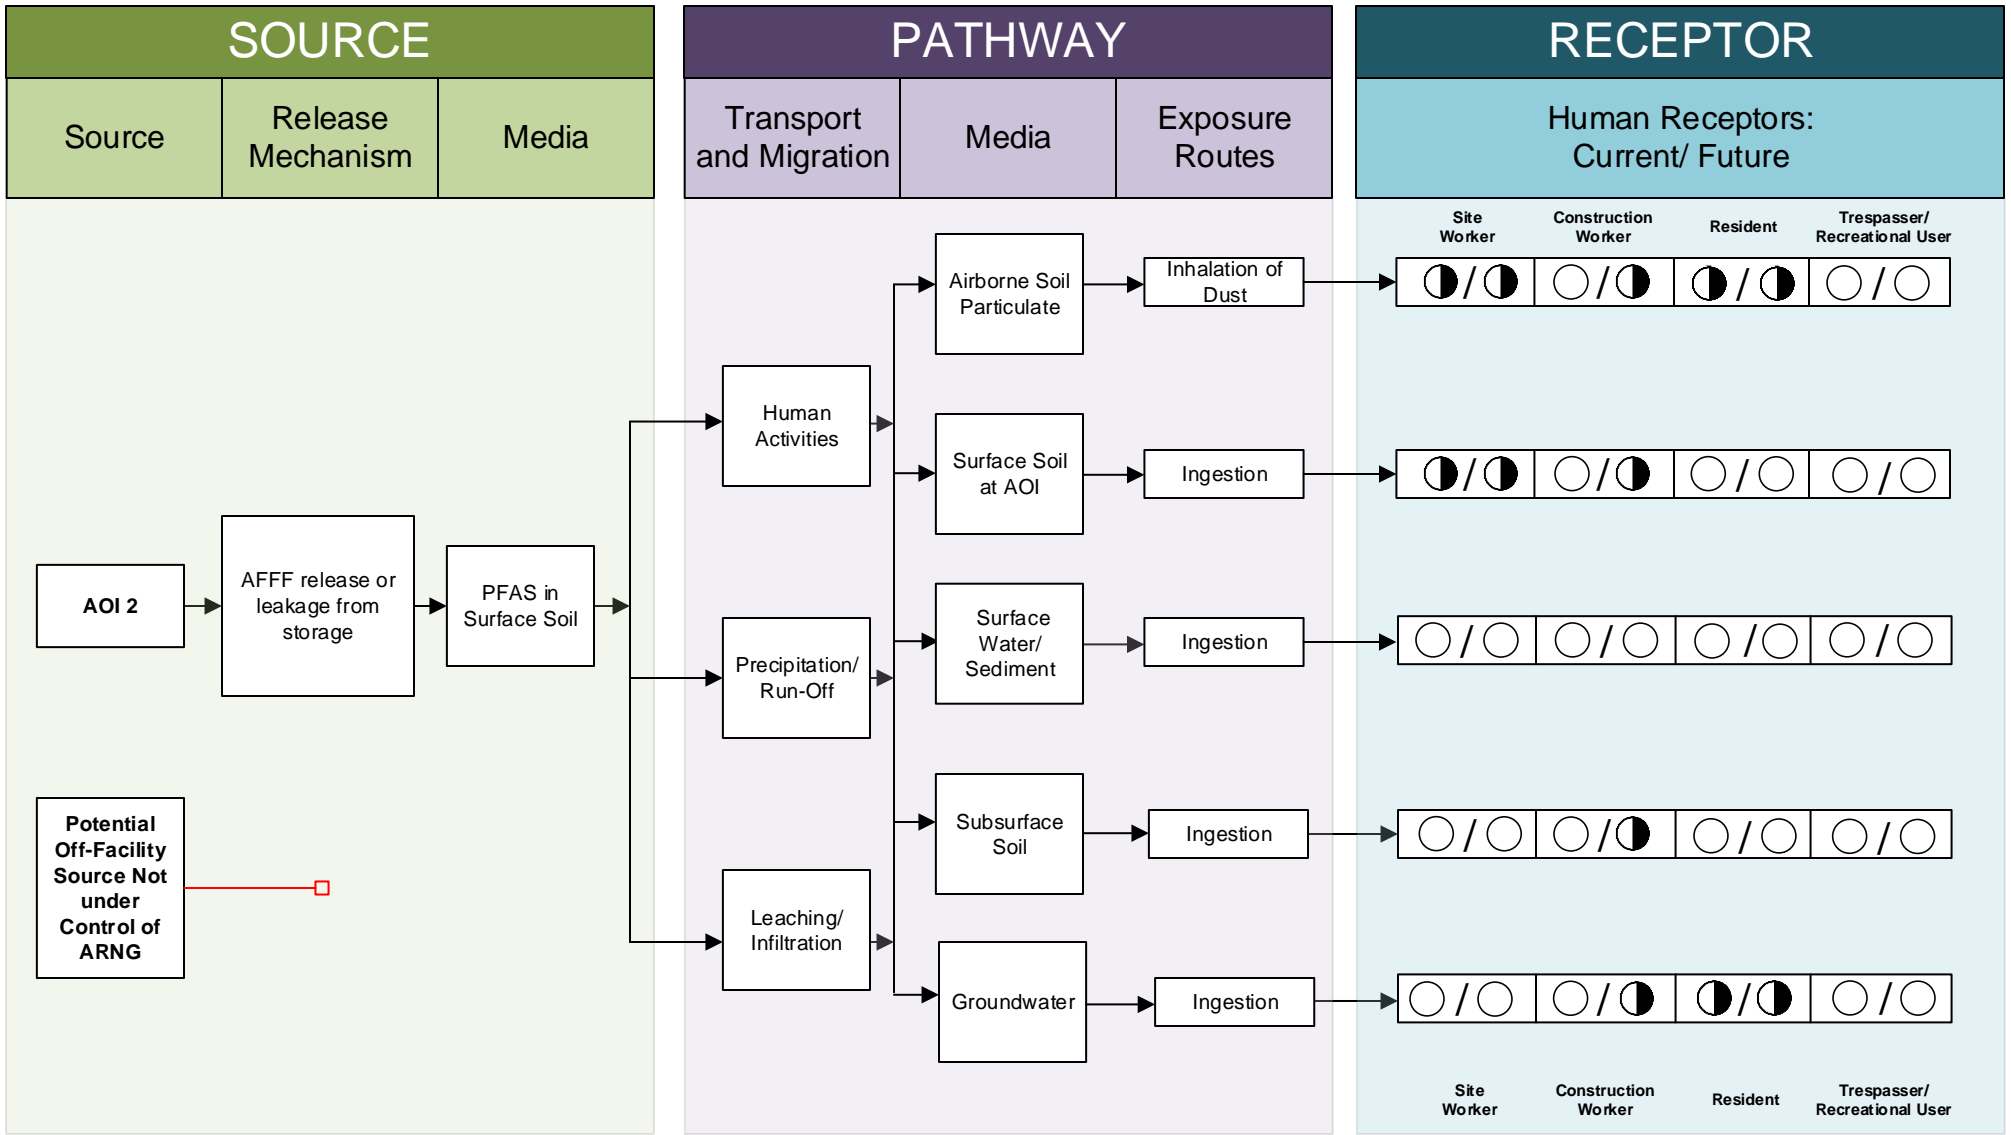 SOURCE
PATHWAY
RECEPTOR
Source
Release
Mechanism
Media
Transport
and Migration
Media
Exposure
Routes
Human Receptors:
Current/ Future
Site
Worker
Construction
Worker
Resident
Trespasser/
Recreational User
Airborne Soil
Particulate
Inhalation of
Dust
/
/
/
/
Human
Activities
Surface Soil
at AOI
Ingestion
/
/
/
/
AOI 2
AFFF release or
leakage from
storage
PFAS in
Surface Soil
Precipitation/
Run-Off
Surface
Water/
Sediment
Ingestion
/
/
/
/
Potential
Off-Facility
Source Not
under
Control of
ARNG
Subsurface
Soil
Ingestion
/
/
/
/
Leaching/
Infiltration
Groundwater
Ingestion
/
/
/
/
Site
Worker
Construction
Worker
Resident
Trespasser/
Recreational User